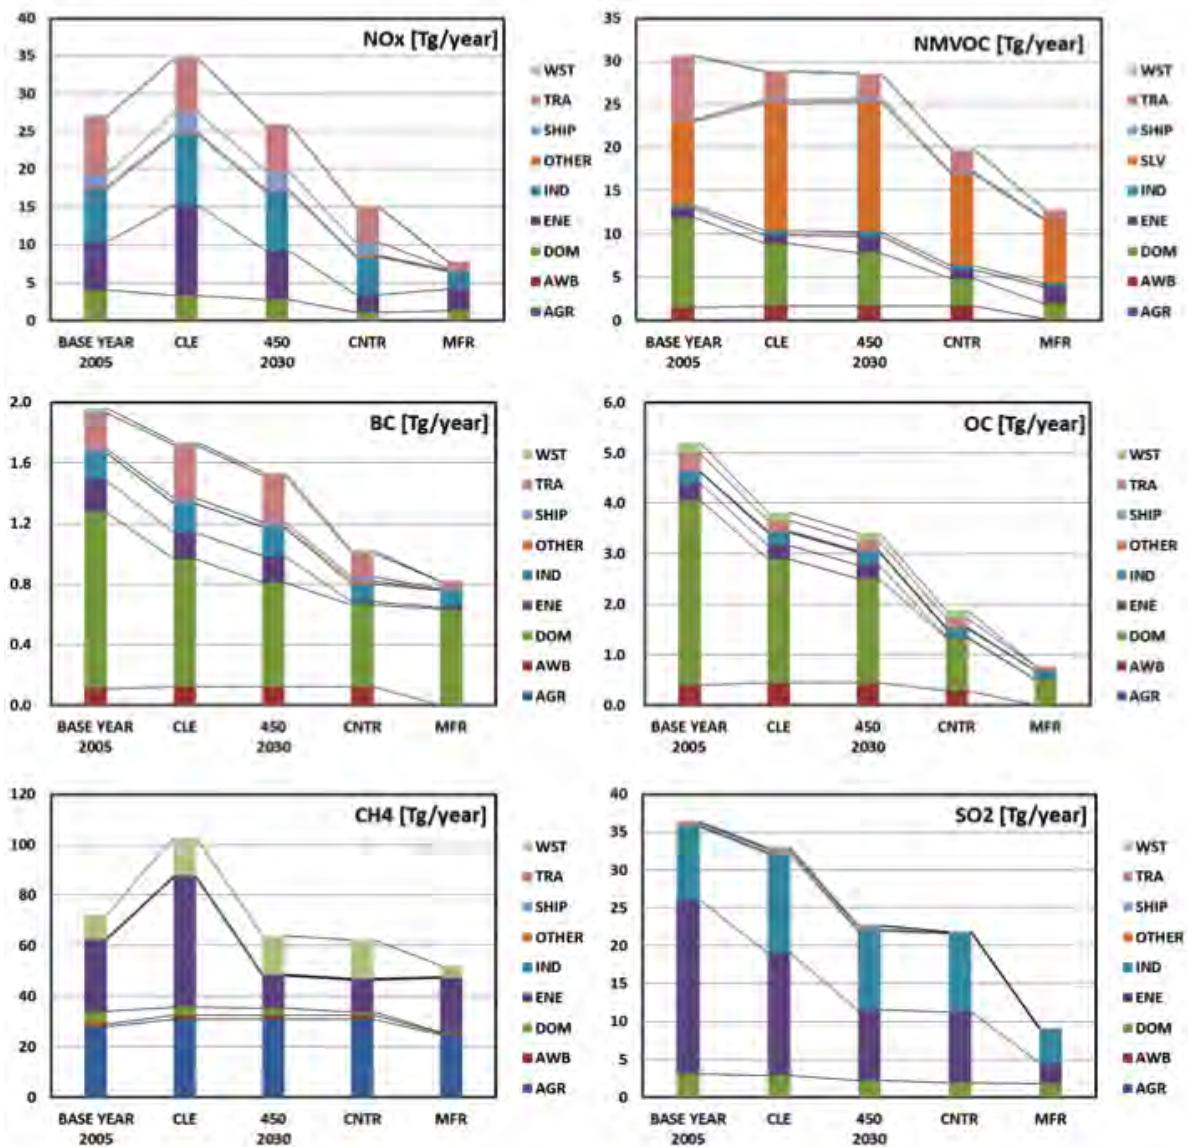 NOx [Tg/year]
40
35
30
25
20
15
10
5
0
BASE YEAR CLE 450 CNTR MFR
2005 2030
WST
TRA
SHIP
OTHER
IND
ENE
DOM
AWB
AGR
NMVOC [Tg/year]
35
30
25
20
15
10
5
0
BASE YEAR CLE 450 CNTR MFR
2005 2030
WST
TRA
SHIP
SLV
IND
ENE
DOM
AWB
AGR
BC [Tg/year]
2.0
1.6
1.2
0.8
0.4
0.0
BASE YEAR CLE 450 CNTR MFR
2005 2030
WST
TRA
SHIP
OTHER
IND
ENE
DOM
AWB
AGR
OC [Tg/year]
6.0
5.0
4.0
3.0
2.0
1.0
0.0
BASE YEAR CLE 450 CNTR MFR
2005 2030
WST
TRA
SHIP
OTHER
IND
ENE
DOM
AWB
AGR
CH4 [Tg/year]
120
100
80
60
40
20
0
BASE YEAR CLE 450 CNTR MFR
2005 2030
WST
TRA
SHIP
OTHER
IND
ENE
DOM
AWB
AGR
SO2 [Tg/year]
40
35
30
25
20
15
10
5
0
BASE YEAR CLE 450 CNTR MFR
2005 2030
WST
TRA
SHIP
OTHER
IND
ENE
DOM
AWB
AGR